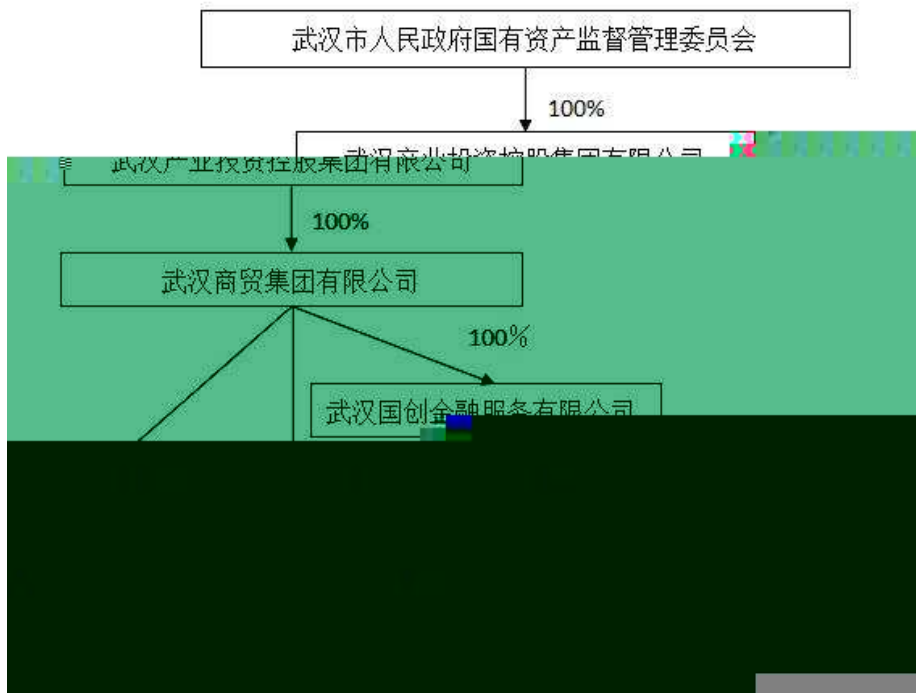 武汉市人民政府国有资产监督管理委员会
100%
武汉产业投资控股集团有限公司
100%
武汉商贸集团有限公司
100%
武汉国创金融服务有限公司